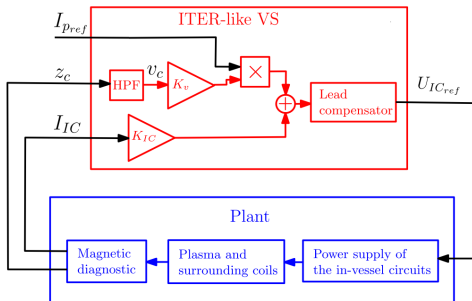 ITER-like VS
I_{p_{ref}}
z_c
HPF
v_c
K_v
×
+
Lead
compensator
U_{IC_{ref}}
I_{IC}
K_{IC}
Plant
Magnetic
diagnostic
Plasma and
surrounding coils
Power supply of
the in-vessel circuits